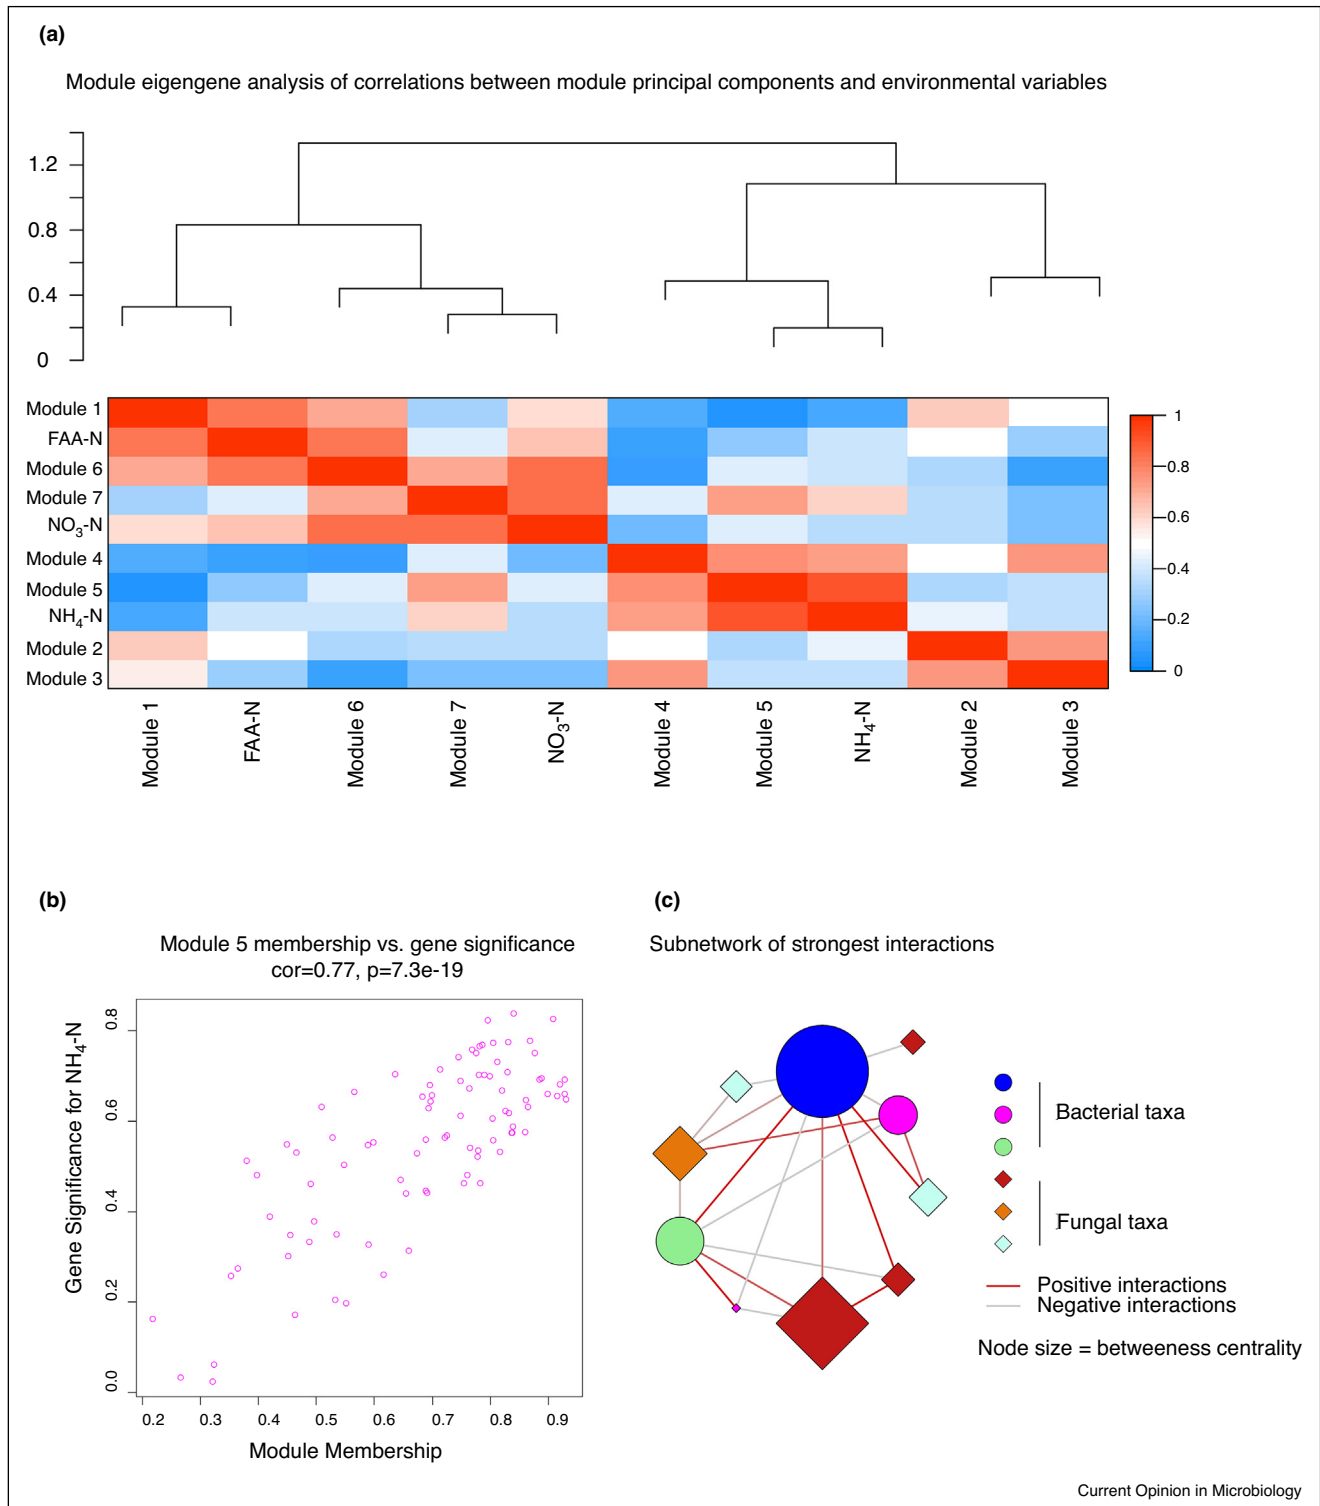 (a)
Module eigengene analysis of correlations between module principal components and environmental variables
1.2
0.8
0.4
0
Module 1
FAA-N
Module 6
Module 7
NO3-N
Module 4
Module 5
NH4-N
Module 2
Module 3
1
0.8
0.6
0.4
0.2
0
Module 1
FAA-N
Module 6
Module 7
NO3-N
Module 4
Module 5
NH4-N
Module 2
Module 3
(b)
Module 5 membership vs. gene significance
cor=0.77, p=7.3e-19
Gene Significance for NH4-N
0.8
0.6
0.4
0.2
0.0
0.2 0.3 0.4 0.5 0.6 0.7 0.8 0.9
Module Membership
(c)
Subnetwork of strongest interactions
Bacterial taxa
Fungal taxa
Positive interactions
Negative interactions
Node size = betweeness centrality
Current Opinion in Microbiology